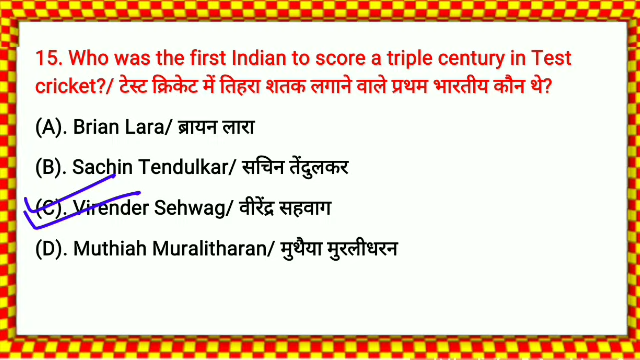 15. Who was the first Indian to score a triple century in Test
cricket?/ टेस्ट क्रिकेट में तिहरा शतक लगाने वाले प्रथम भारतीय कौन थे?
(A). Brian Lara/ ब्रायन लारा
(B). Sachin Tendulkar/ सचिन तेंदुलकर
(C). Virender Sehwag/ वीरेंद्र सहवाग
(D). Muthiah Muralitharan/ मुथैया मुरलीधरन